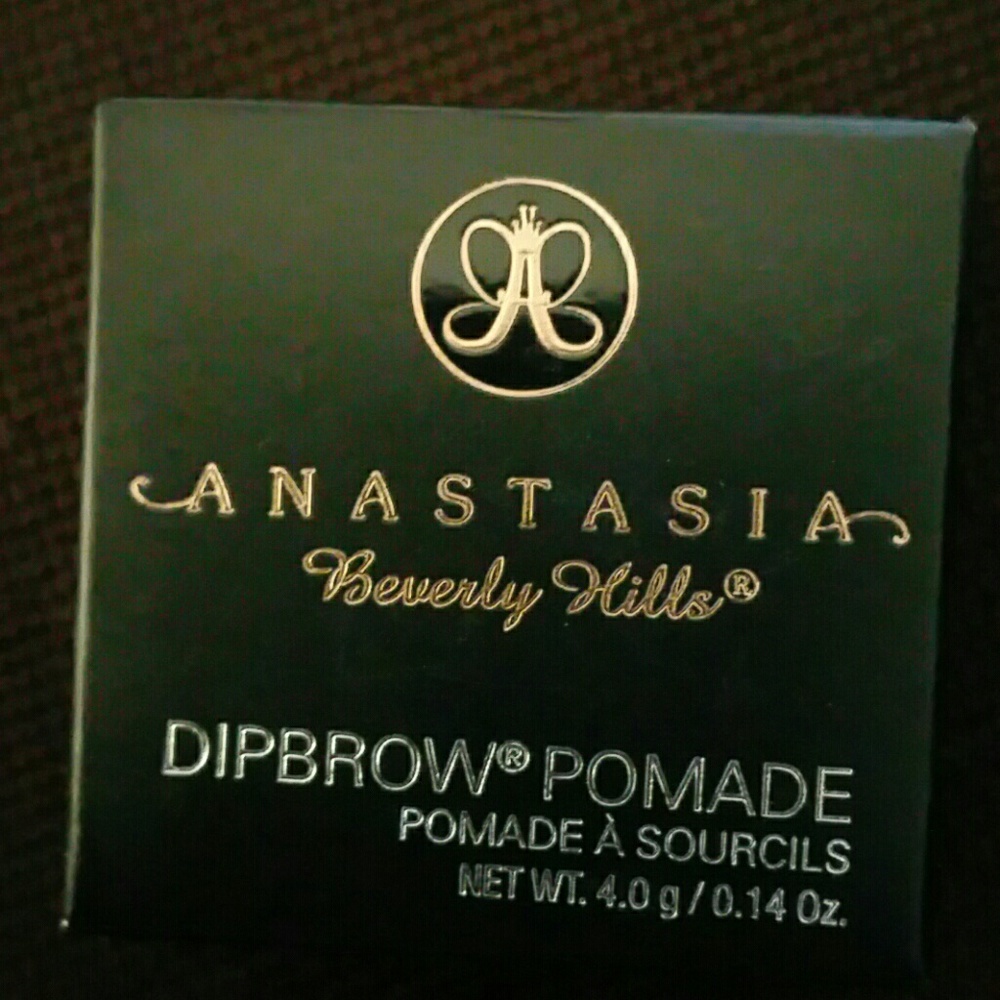 A
ANASTASIA
Beverly Hills®
DIPBROW® POMADE
POMADE À SOURCILS
NET WT. 4.0 g / 0.14 Oz.